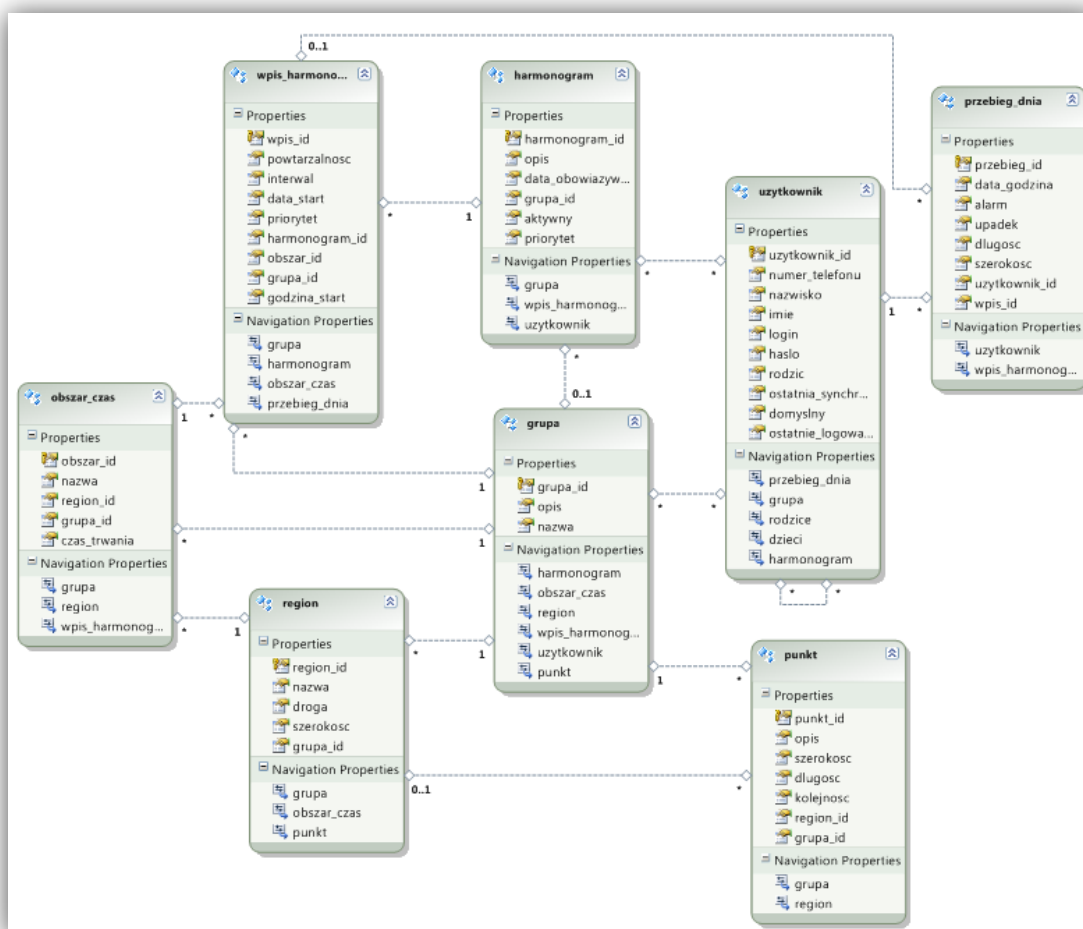 0..1
wpis_harmono...
Properties
wpis_id
powtarzalnosc
interwal
data_start
priorytet
harmonogram_id
obszar_id
grupa_id
godzina_start
Navigation Properties
grupa
harmonogram
obszar_czas
przebieg_dnia
*
1
harmonogram
Properties
harmonogram_id
opis
data_obowiazyw...
grupa_id
aktywny
priorytet
Navigation Properties
grupa
wpis_harmonog...
uzytkownik
*
*
*
0..1
uzytkownik
Properties
uzytkownik_id
numer_telefonu
nazwisko
imie
login
haslo
rodzic
ostatnia_synchr...
domyslny
ostatnie_logowa...
Navigation Properties
przebieg_dnia
grupa
rodzice
dzieci
harmonogram
*
*
1
*
przebieg_dnia
Properties
przebieg_id
data_godzina
alarm
upadek
dlugosc
szerokosc
uzytkownik_id
wpis_id
Navigation Properties
uzytkownik
wpis_harmonog...
*
obszar_czas
Properties
obszar_id
nazwa
region_id
grupa_id
czas_trwania
Navigation Properties
grupa
region
wpis_harmonog...
1
*
*
1
*
1
*
1
grupa
Properties
grupa_id
opis
nazwa
Navigation Properties
harmonogram
obszar_czas
region
wpis_harmonog...
uzytkownik
punkt
*
*
1
*
region
Properties
region_id
nazwa
droga
szerokosc
grupa_id
Navigation Properties
grupa
obszar_czas
punkt
*
1
0..1
*
punkt
Properties
punkt_id
opis
szerokosc
dlugosc
kolejnosc
region_id
grupa_id
Navigation Properties
grupa
region